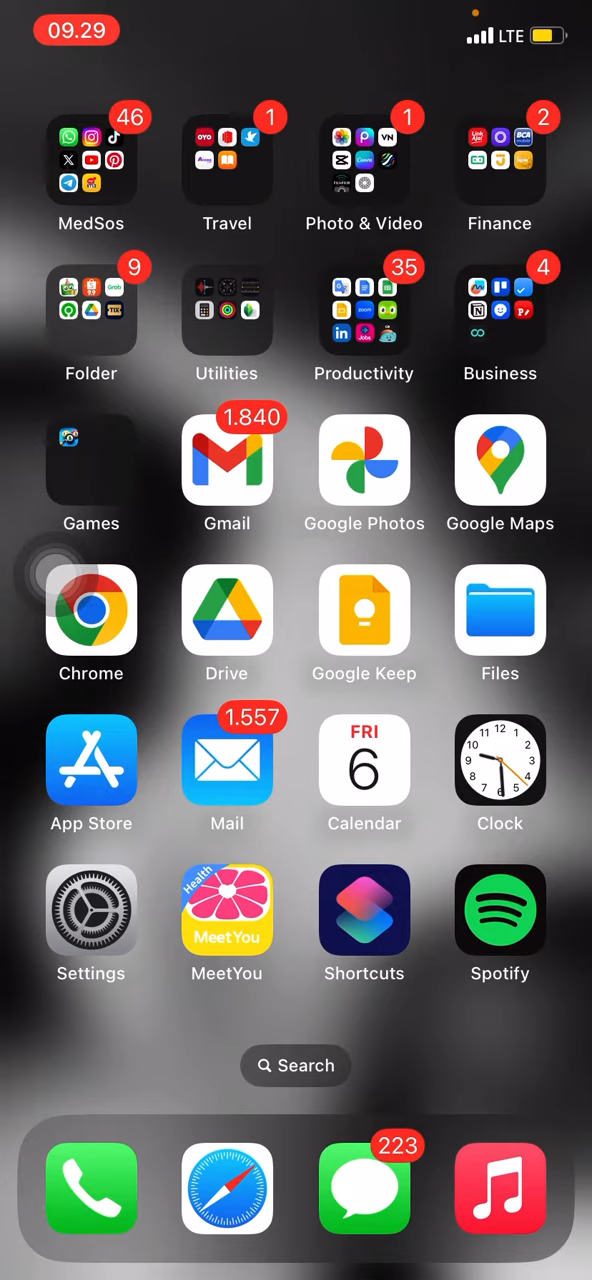 09.29 LTE
46 1 1 2
MedSos Travel Photo & Video Finance
9 35 4
Folder Utilities Productivity Business
1.840
Games Gmail Google Photos Google Maps
Chrome Drive Google Keep Files
1.557
FRI
6
App Store Mail Calendar Clock
Health
MeetYou
Settings MeetYou Shortcuts Spotify
Search
223